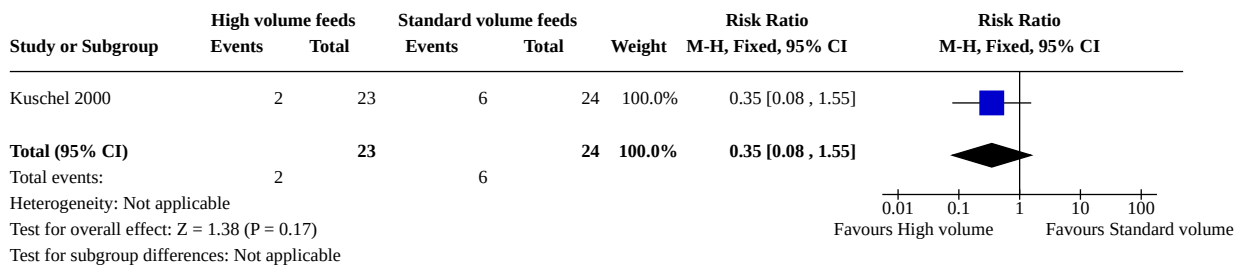 High volume feeds Standard volume feeds Risk Ratio Risk Ratio
Study or Subgroup Events Total Events Total Weight M-H, Fixed, 95% CI M-H, Fixed, 95% CI
Kuschel 2000 2 23 6 24 100.0% 0.35 [0.08 , 1.55]
Total (95% CI) 23 24 100.0% 0.35 [0.08 , 1.55]
Total events: 2 6
Heterogeneity: Not applicable 0.01 0.1 1 10 100
Test for overall effect: Z = 1.38 (P = 0.17) Favours High volume Favours Standard volume
Test for subgroup differences: Not applicable